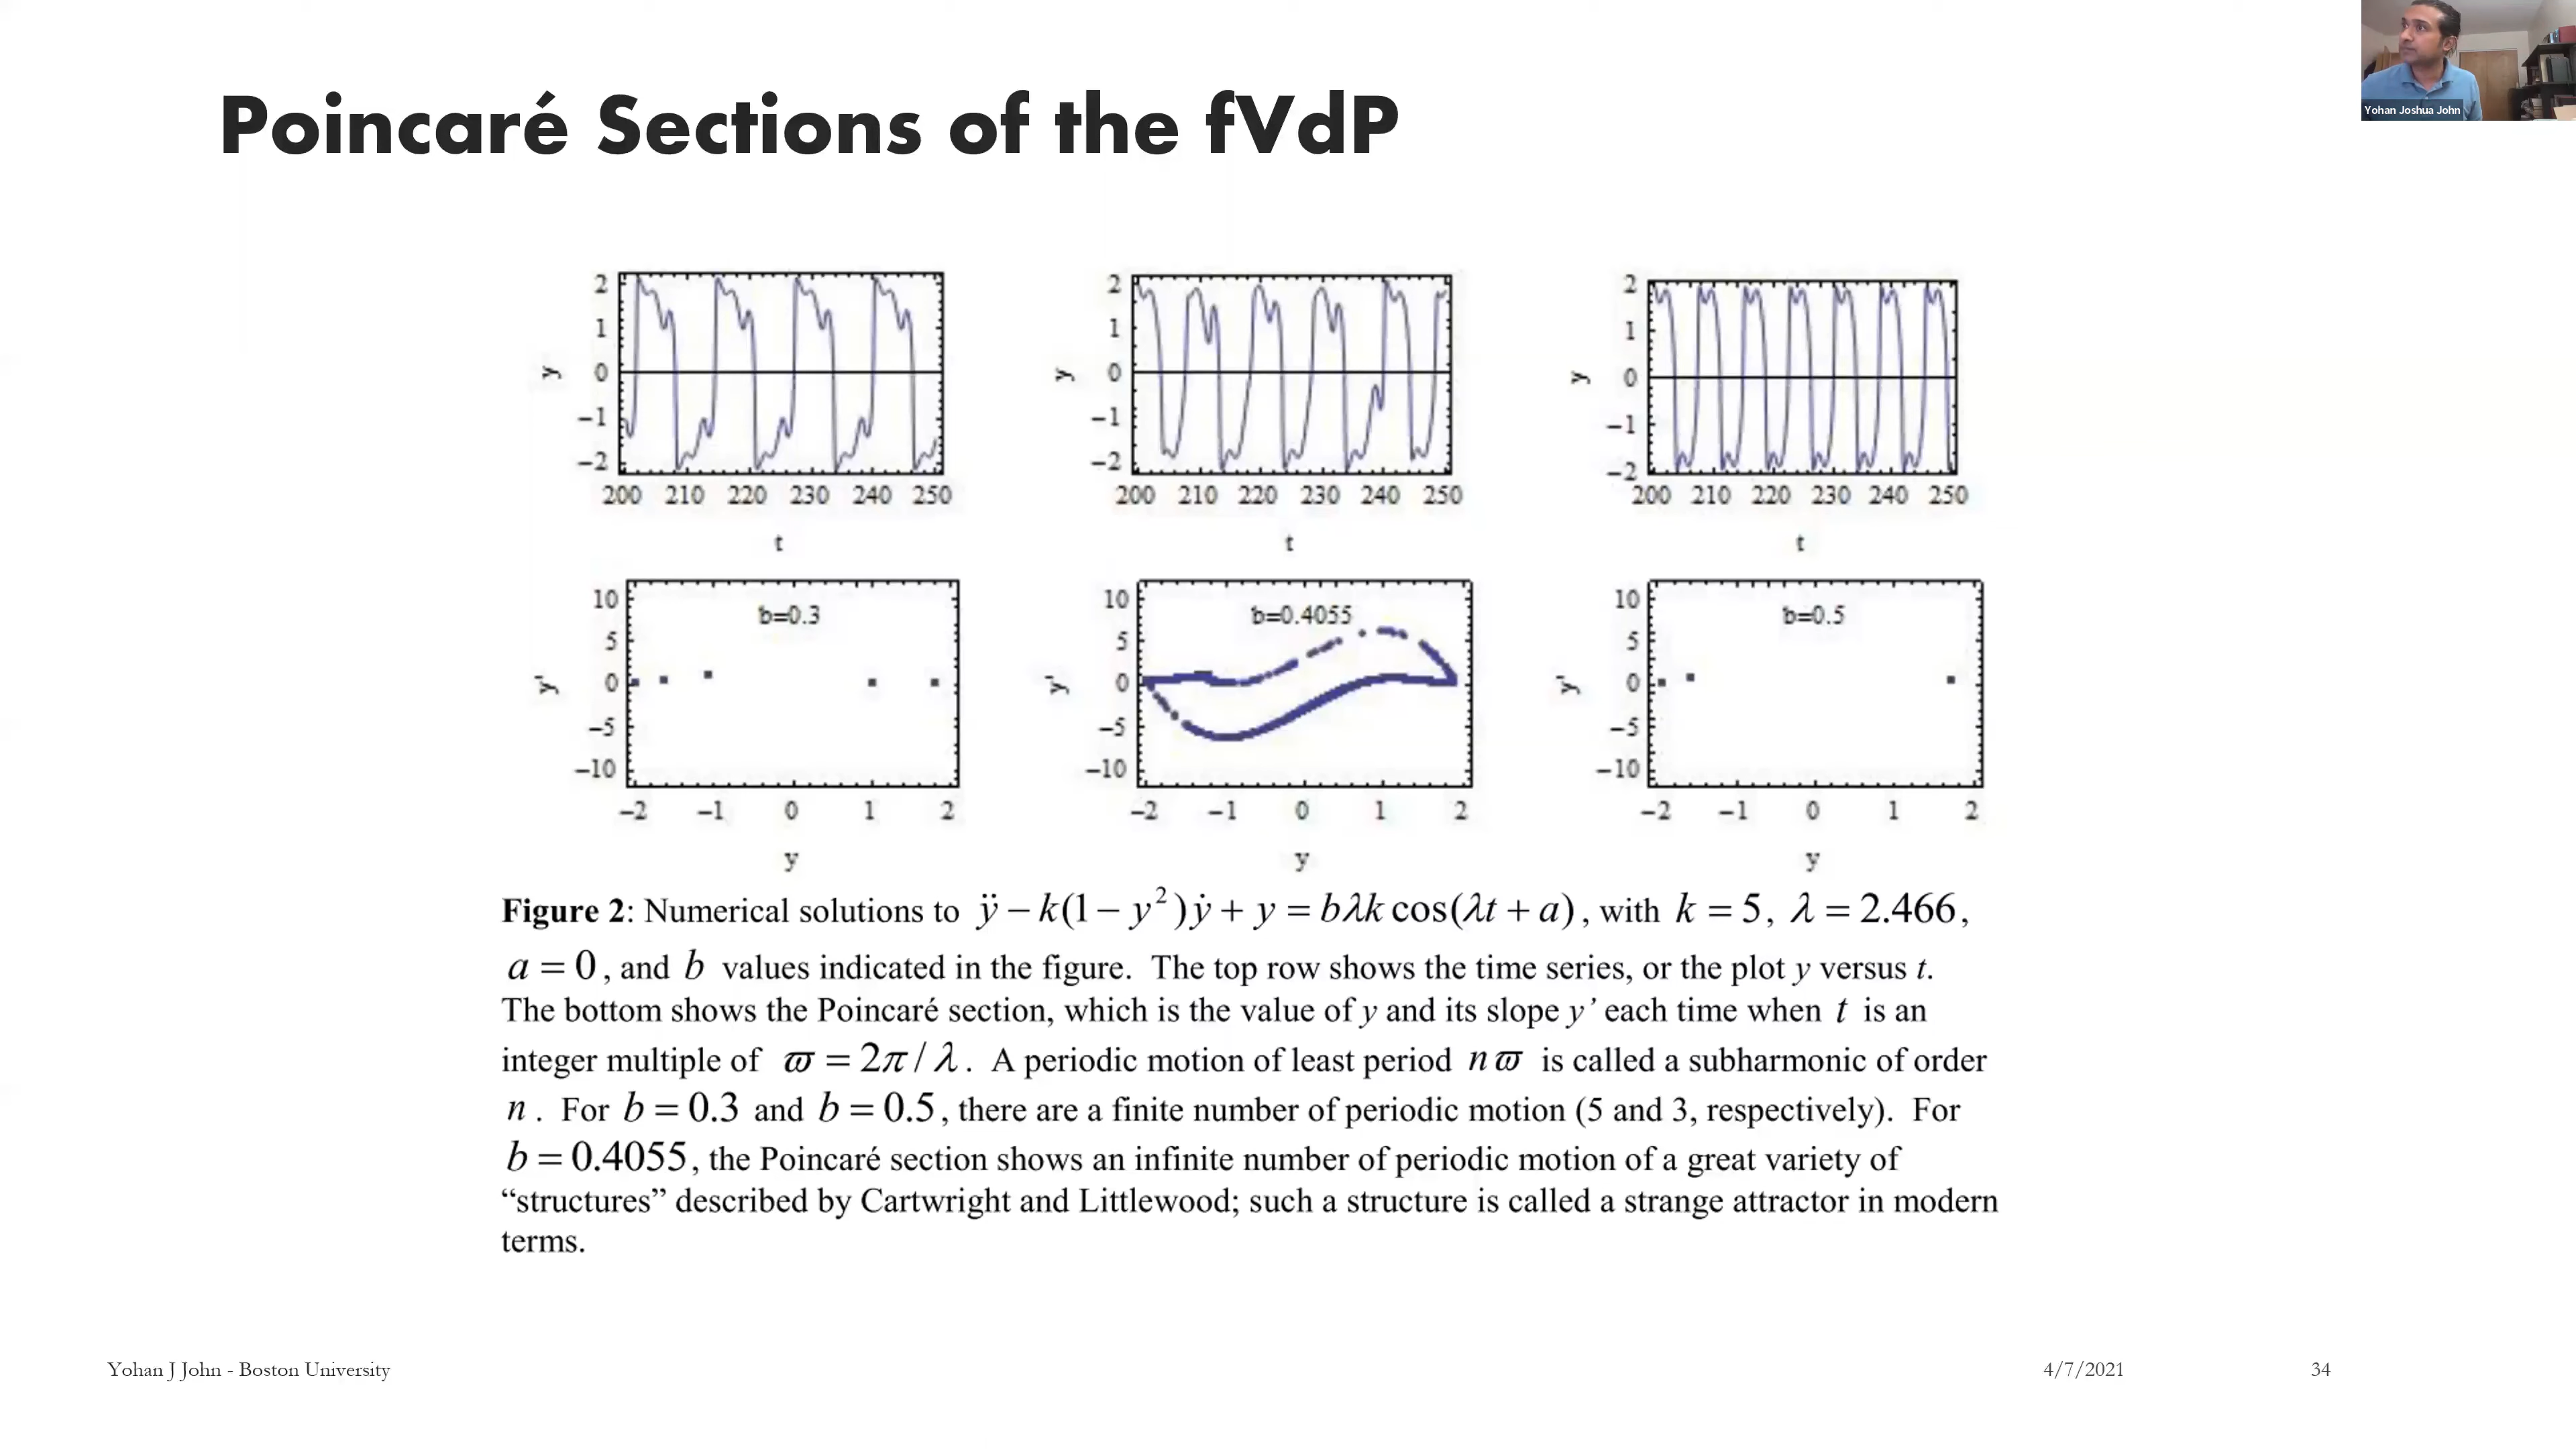 Yohan Joshua John
Poincaré Sections of the fVdP
2
1
0
−1
−2
y
200 210 220 230 240 250
t
2
1
0
−1
−2
y
200 210 220 230 240 250
t
2
1
0
−1
−2
y
200 210 220 230 240 250
t
10
5
0
−5
−10
y'
b=0.3
−2 −1 0 1 2
y
10
5
0
−5
−10
y'
b=0.4055
−2 −1 0 1 2
y
10
5
0
−5
−10
y'
b=0.5
−2 −1 0 1 2
y
Figure 2: Numerical solutions to ÿ − k(1 − y²)ẏ + y = bλk cos(λt + a), with k = 5, λ = 2.466,
a = 0, and b values indicated in the figure. The top row shows the time series, or the plot y versus t.
The bottom shows the Poincaré section, which is the value of y and its slope y’ each time when t is an
integer multiple of ϖ = 2π / λ. A periodic motion of least period nϖ is called a subharmonic of order
n. For b = 0.3 and b = 0.5, there are a finite number of periodic motion (5 and 3, respectively). For
b = 0.4055, the Poincaré section shows an infinite number of periodic motion of a great variety of
“structures” described by Cartwright and Littlewood; such a structure is called a strange attractor in modern
terms.
Yohan J John - Boston University
4/7/2021
34